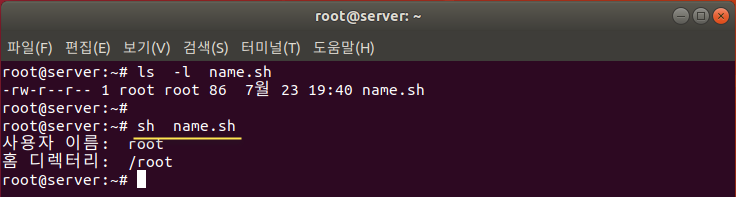 root@server: ~
파일(F) 편집(E) 보기(V) 검색(S) 터미널(T) 도움말(H)
root@server:~# ls  -l  name.sh
-rw-r--r-- 1 root root 86  7월 23 19:40 name.sh
root@server:~#
root@server:~# sh  name.sh
사용자 이름:  root
홈 디렉터리:  /root
root@server:~#